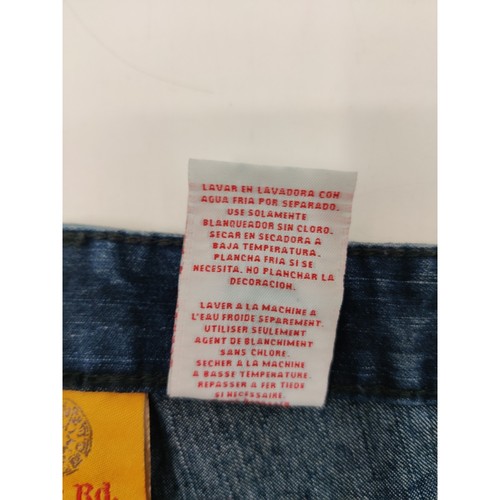 LAVAR EN LAVADORA CON
AGUA FRIA POR SEPARADO.
USE SOLAMENTE
BLANQUEADOR SIN CLORO.
SECAR EN SECADORA A
BAJA TEMPERATURA.
PLANCHA FRIA SI SE
NECESITA. NO PLANCHAR LA
DECORACION.
LAVER A LA MACHINE A
L'EAU FROIDE SEPAREMENT.
UTILISER SEULEMENT
AGENT DE BLANCHIMENT
SANS CHLORE.
SECHER A LA MACHINE
A BASSE TEMPERATURE.
REPASSER A FER TIEDE
SI NECESSAIRE.
Rd.